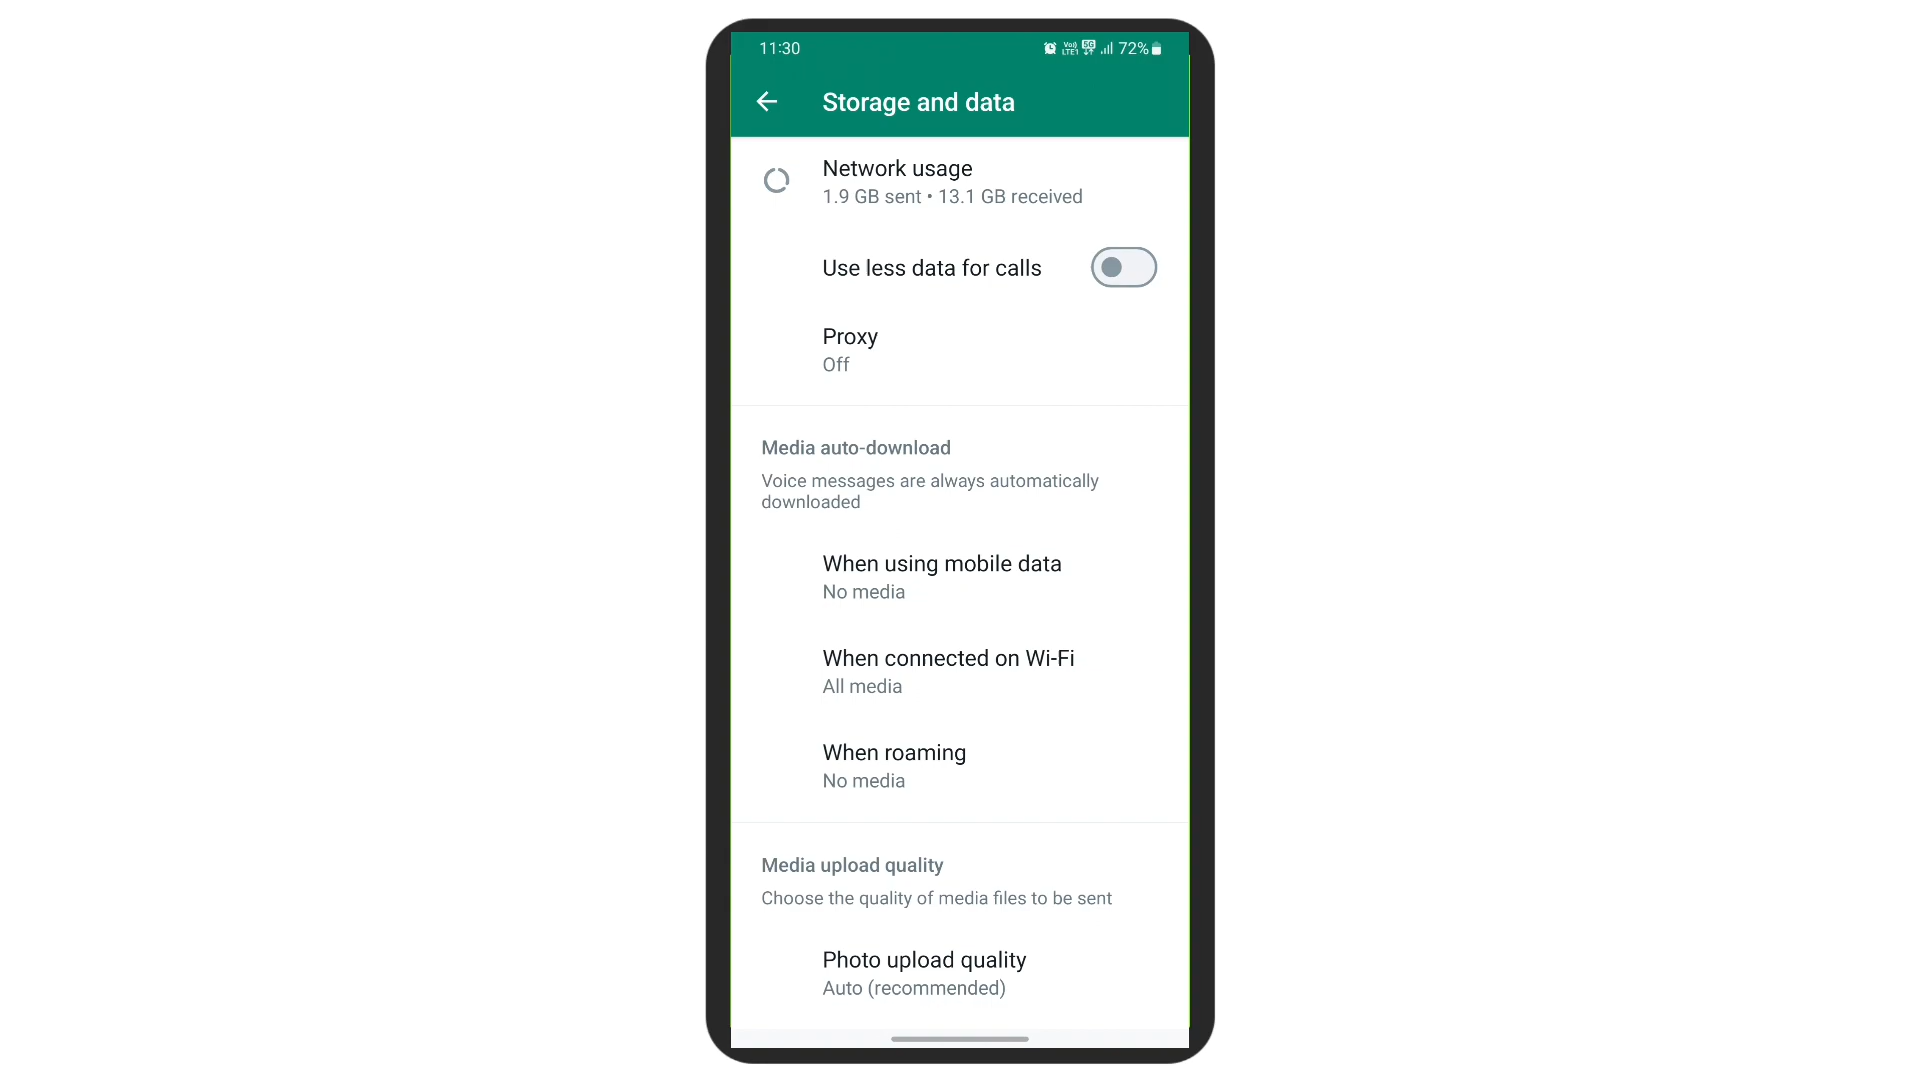 11:30
Vo)) LTE1 5G 72%
Storage and data
Network usage
1.9 GB sent • 13.1 GB received
Use less data for calls
Proxy
Off
Media auto-download
Voice messages are always automatically
downloaded
When using mobile data
No media
When connected on Wi-Fi
All media
When roaming
No media
Media upload quality
Choose the quality of media files to be sent
Photo upload quality
Auto (recommended)